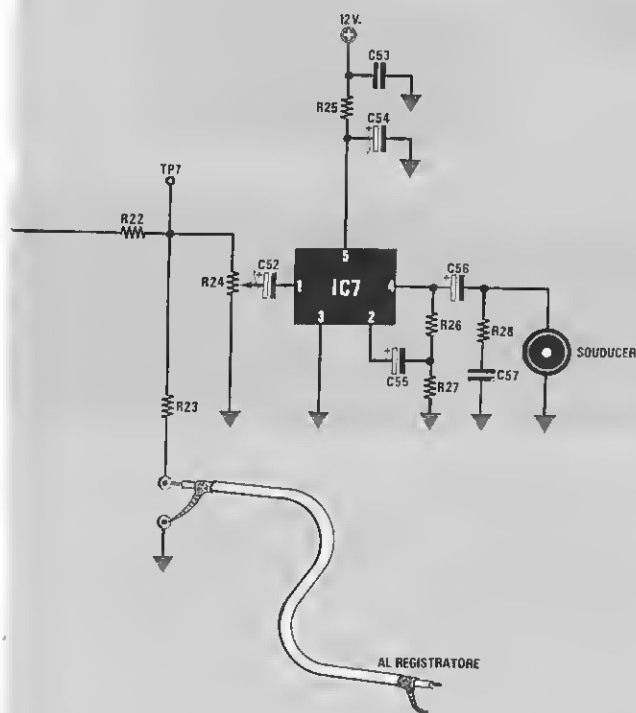 12V.
C53
R25
C54
TP7
R22
R24
C52
5
1
IC7
4
3
2
C56
R26
R28
C55
R27
C57
SOUDUCER
R23
AL REGISTRATORE